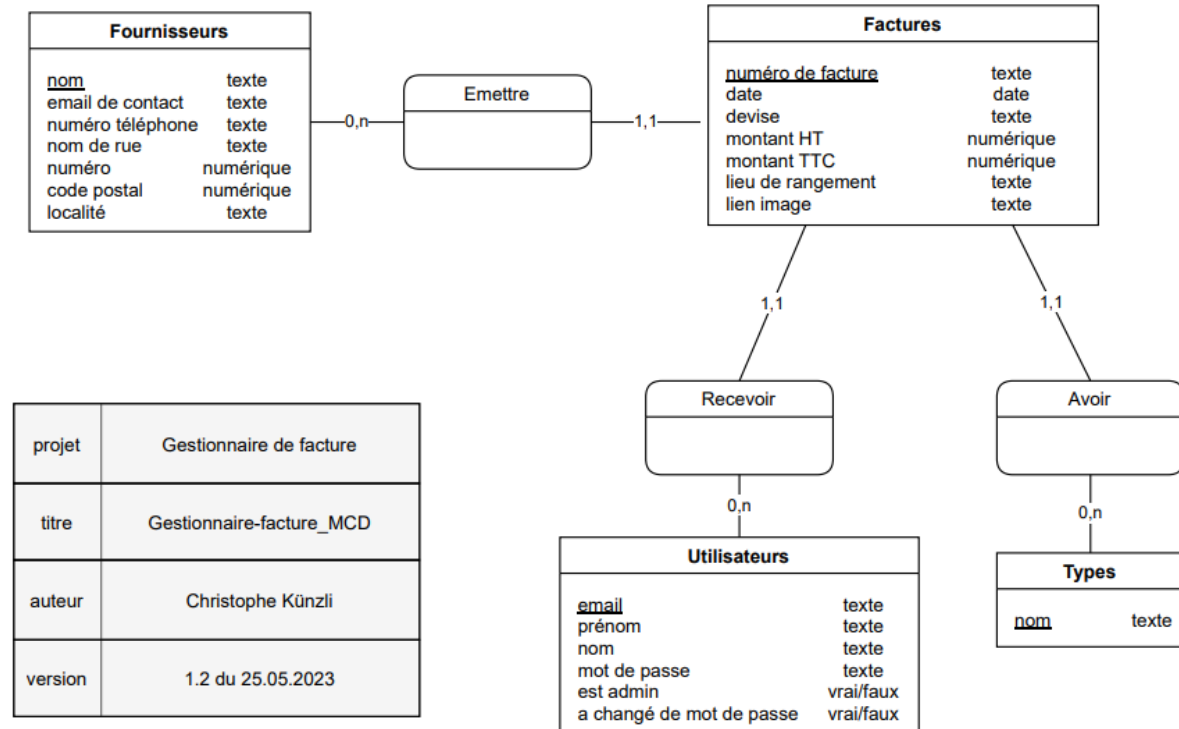 Fournisseurs
nom texte
email de contact texte
numéro téléphone texte
nom de rue texte
numéro numérique
code postal numérique
localité texte
0,n
Emettre
1,1
Factures
numéro de facture texte
date date
devise texte
montant HT numérique
montant TTC numérique
lieu de rangement texte
lien image texte
1,1
1,1
Recevoir
Avoir
0,n
0,n
Utilisateurs
email texte
prénom texte
nom texte
mot de passe texte
est admin vrai/faux
a changé de mot de passe vrai/faux
Types
nom texte
projet Gestionnaire de facture
titre Gestionnaire-facture_MCD
auteur Christophe Künzli
version 1.2 du 25.05.2023